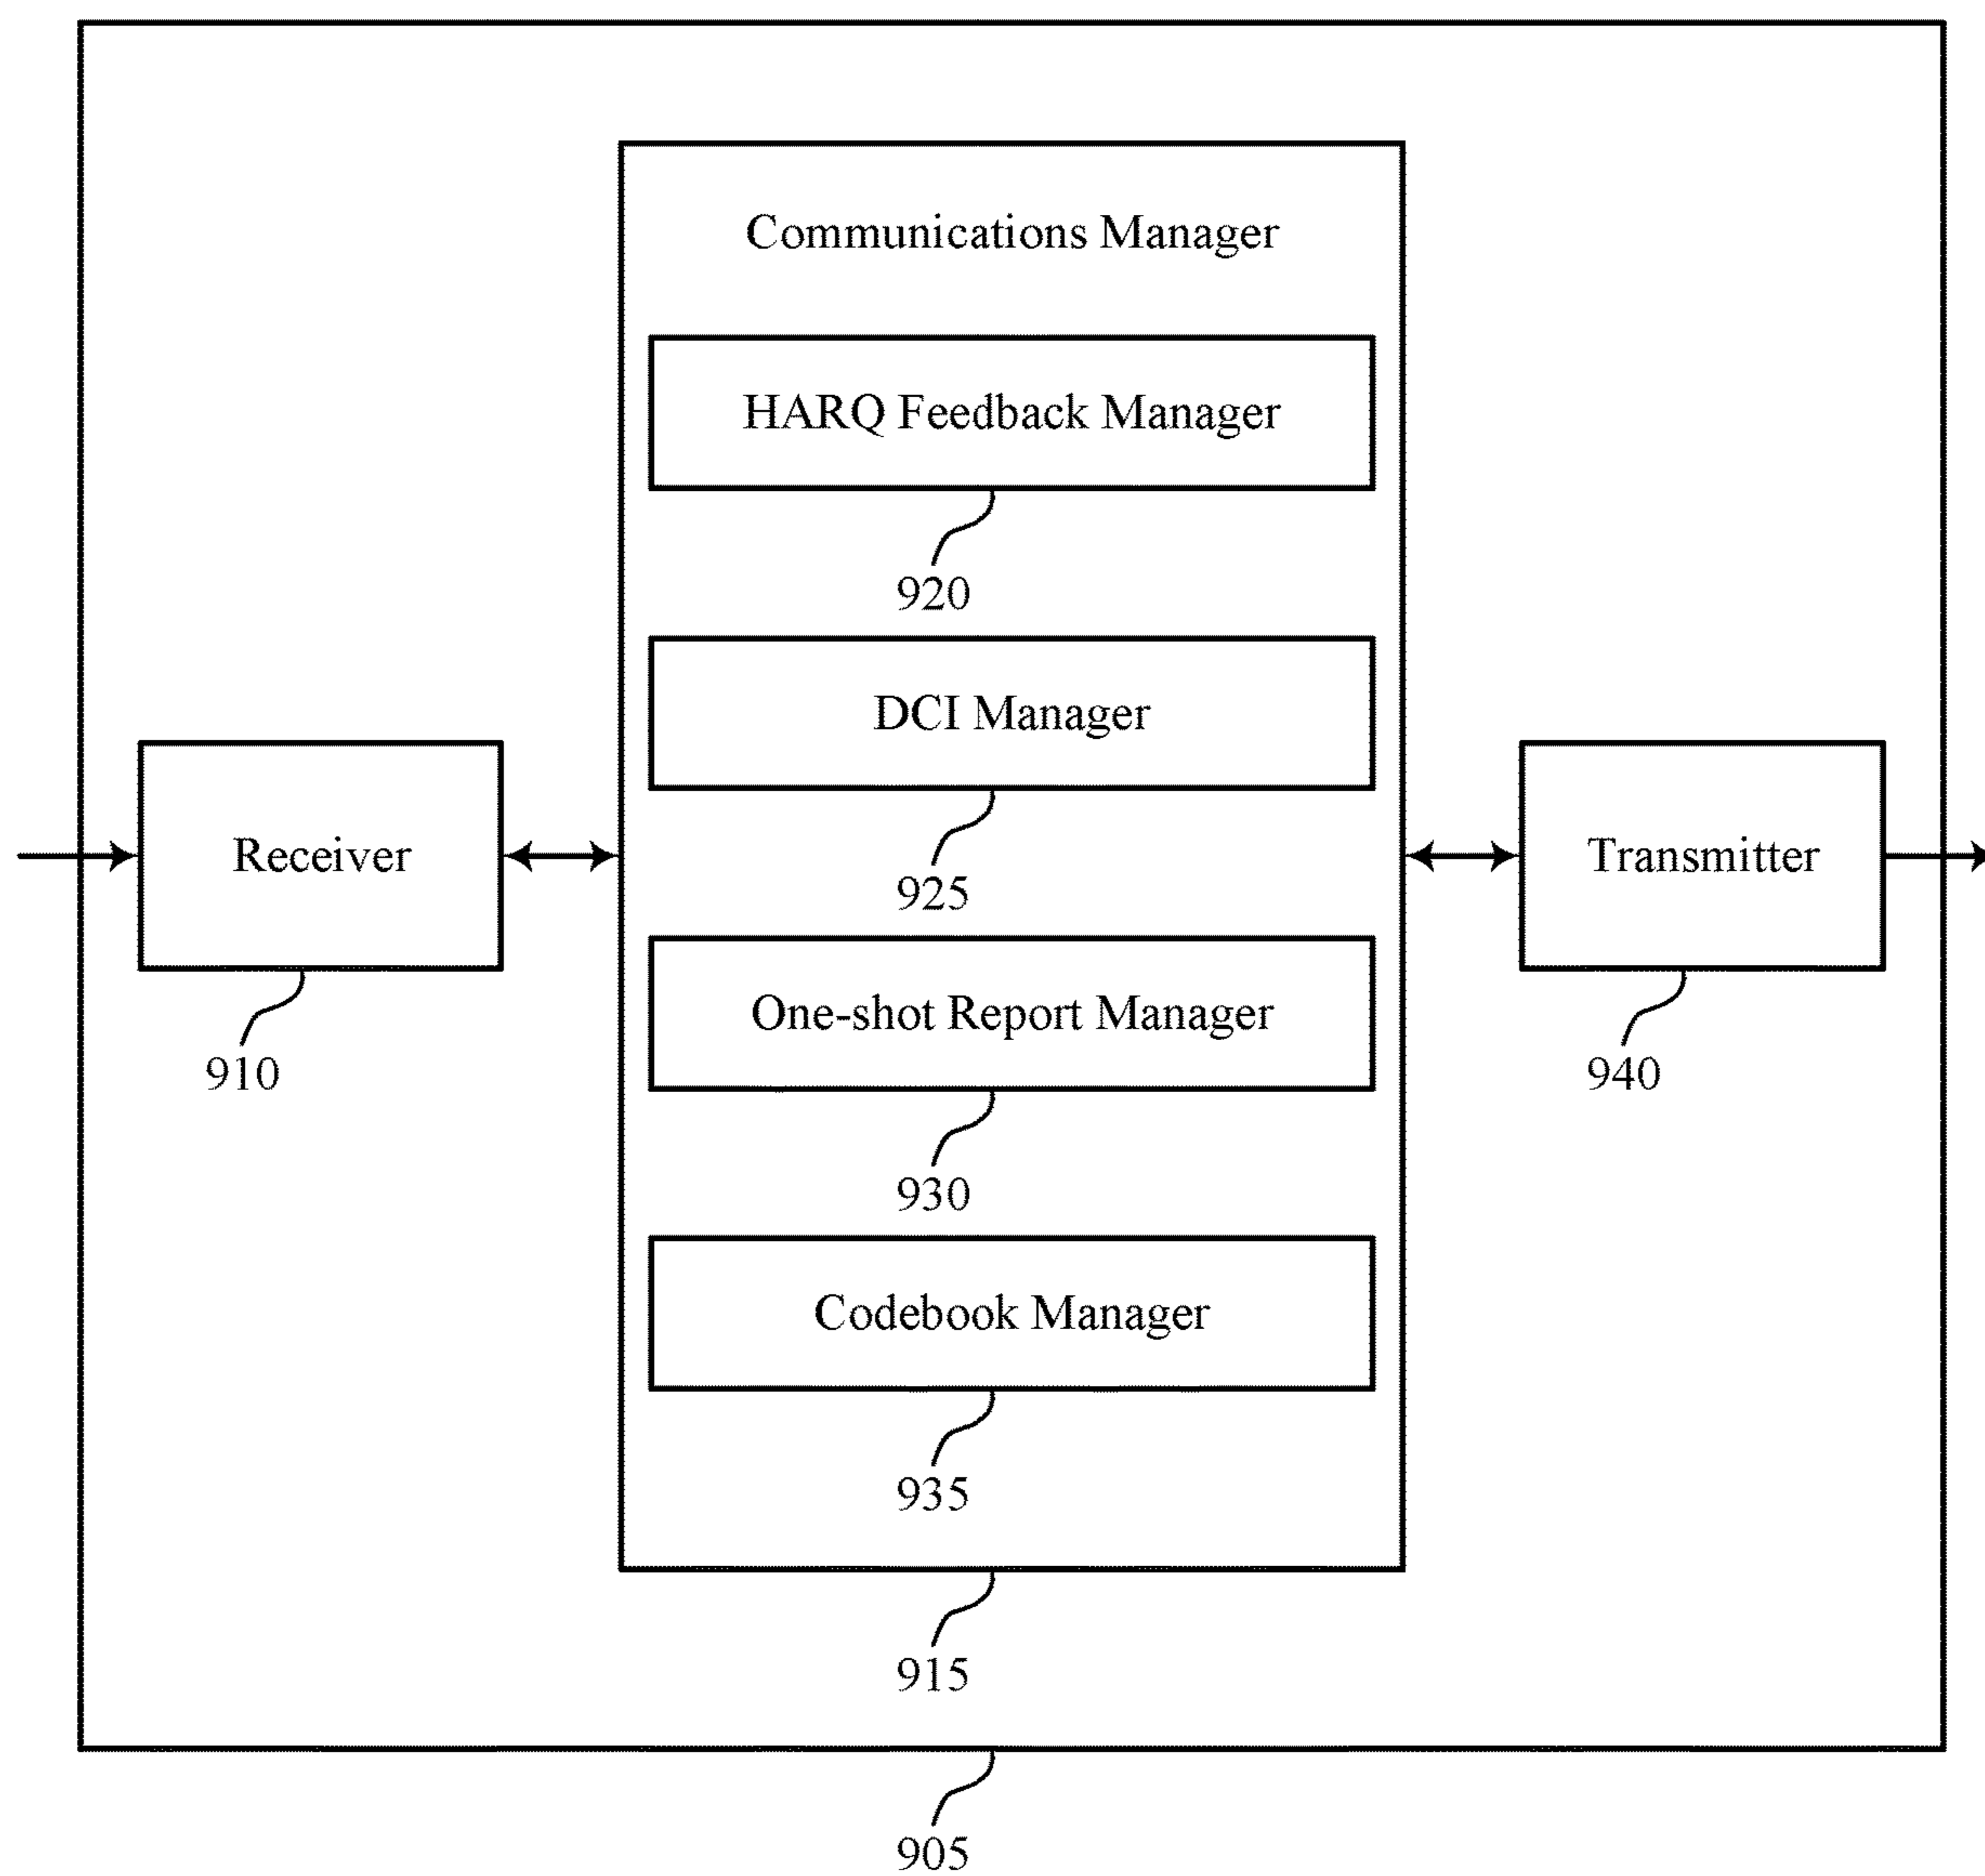 Communications Manager
HARQ Feedback Manager
920
DCI Manager
925
Receiver
910
Transmitter
940
One-shot Report Manager
930
Codebook Manager
935
915
905